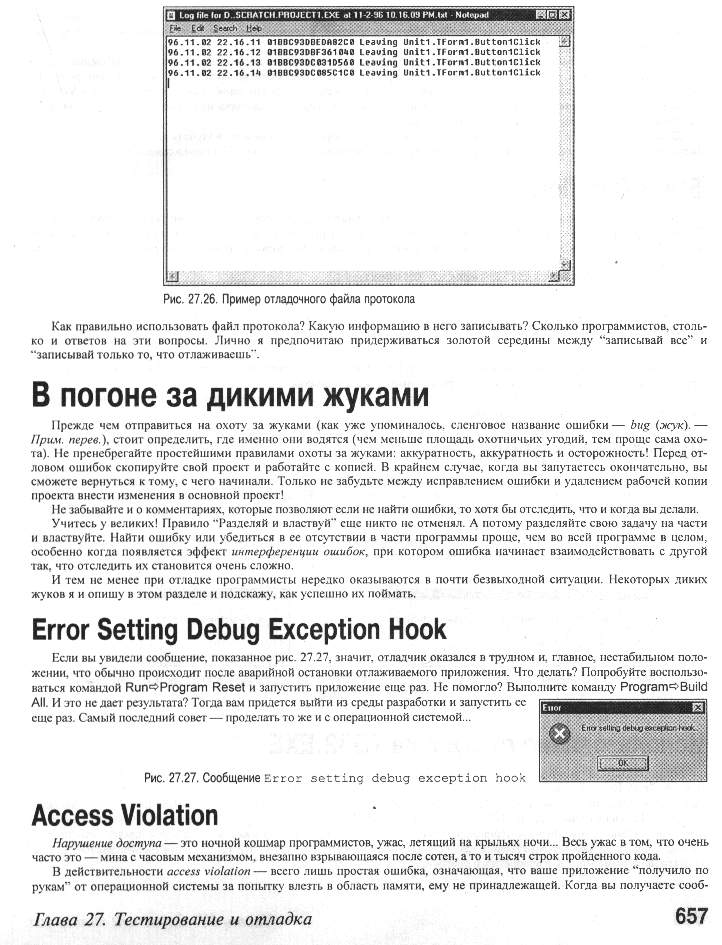 Log file for D..SCRATCH.PROJECT1.EXE at 11-2-96 10.16.09 PM.txt - Notepad
File Edit Search Help
96.11.02 22.16.11 01BBC93DBEDA82C0 Leaving Unit1.TForm1.Button1Click
96.11.02 22.16.12 01BBC93DBF361040 Leaving Unit1.TForm1.Button1Click
96.11.02 22.16.13 01BBC93DC031D560 Leaving Unit1.TForm1.Button1Click
96.11.02 22.16.14 01BBC93DC085C1C0 Leaving Unit1.TForm1.Button1Click
Рис. 27.26. Пример отладочного файла протокола
Как правильно использовать файл протокола? Какую информацию в него записывать? Сколько программистов, столь-
ко и ответов на эти вопросы. Лично я предпочитаю придерживаться золотой середины между “записывай все” и
“записывай только то, что отлаживаешь”.
В погоне за дикими жуками
Прежде чем отправиться на охоту за жуками (как уже упоминалось, сленговое название ошибки — bug (жук). —
Прим. перев.), стоит определить, где именно они водятся (чем меньше площадь охотничьих угодий, тем проще сама охо-
та). Не пренебрегайте простейшими правилами охоты за жуками: аккуратность, аккуратность и осторожность! Перед от-
ловом ошибок скопируйте свой проект и работайте с копией. В крайнем случае, когда вы запутаетесь окончательно, вы
сможете вернуться к тому, с чего начинали. Только не забудьте между исправлением ошибки и удалением рабочей копии
проекта внести изменения в основной проект!
Не забывайте и о комментариях, которые позволяют если не найти ошибки, то хотя бы отследить, что и когда вы делали.
Учитесь у великих! Правило “Разделяй и властвуй” еще никто не отменял. А потому разделяйте свою задачу на части
и властвуйте. Найти ошибку или убедиться в ее отсутствии в части программы проще, чем во всей программе в целом,
особенно когда появляется эффект интерференции ошибок, при котором ошибка начинает взаимодействовать с другой
так, что отследить их становится очень сложно.
И тем не менее при отладке программисты нередко оказываются в почти безвыходной ситуации. Некоторых диких
жуков я и опишу в этом разделе и подскажу, как успешно их поймать.
Error Setting Debug Exception Hook
Если вы увидели сообщение, показанное рис. 27.27, значит, отладчик оказался в трудном и, главное, нестабильном поло-
жении, что обычно происходит после аварийной остановки отлаживаемого приложения. Что делать? Попробуйте воспользо-
ваться командой Run⇨Program Reset и запустить приложение еще раз. Не помогло? Выполните команду Program⇨Build
All. И это не дает результата? Тогда вам придется выйти из среды разработки и запустить ее
еще раз. Самый последний совет — проделать то же и с операционной системой...
Error
Error setting debug exception hook.
OK
Рис. 27.27. Сообщение Error setting debug exception hook
Access Violation
Нарушение доступа — это ночной кошмар программистов, ужас, летящий на крыльях ночи... Весь ужас в том, что очень
часто это — мина с часовым механизмом, внезапно взрывающаяся после сотен, а то и тысяч строк пройденного кода.
В действительности access violation — всего лишь простая ошибка, означающая, что ваше приложение “получило по
рукам” от операционной системы за попытку влезть в область памяти, ему не принадлежащей. Когда вы получаете сооб-
Глава 27. Тестирование и отладка 657